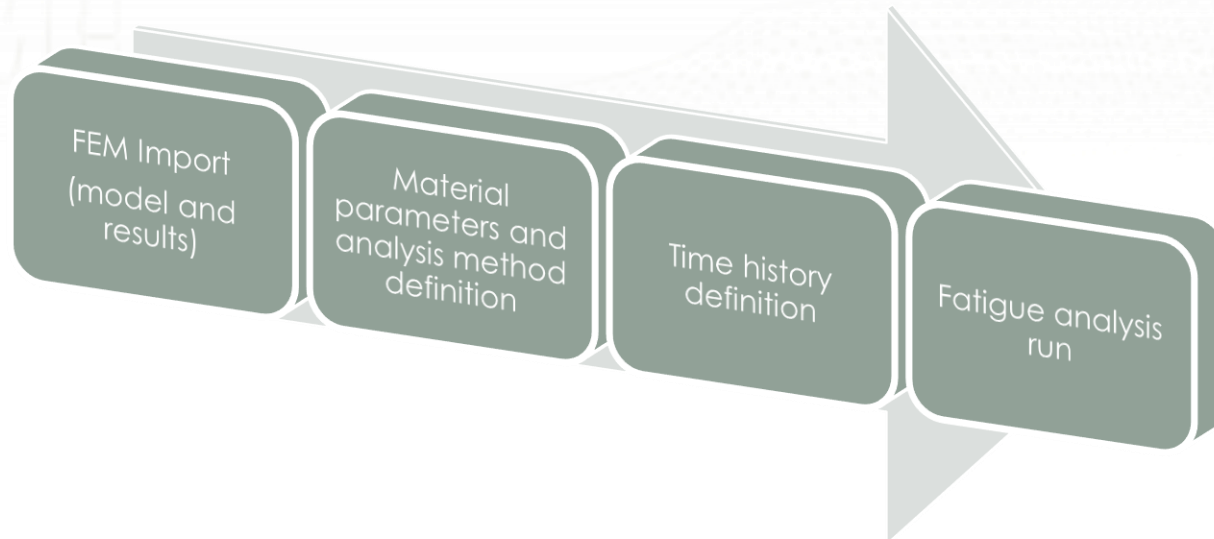 FEM Import
(model and
results)
Material
parameters and
analysis method
definition
Time history
definition
Fatigue analysis
run